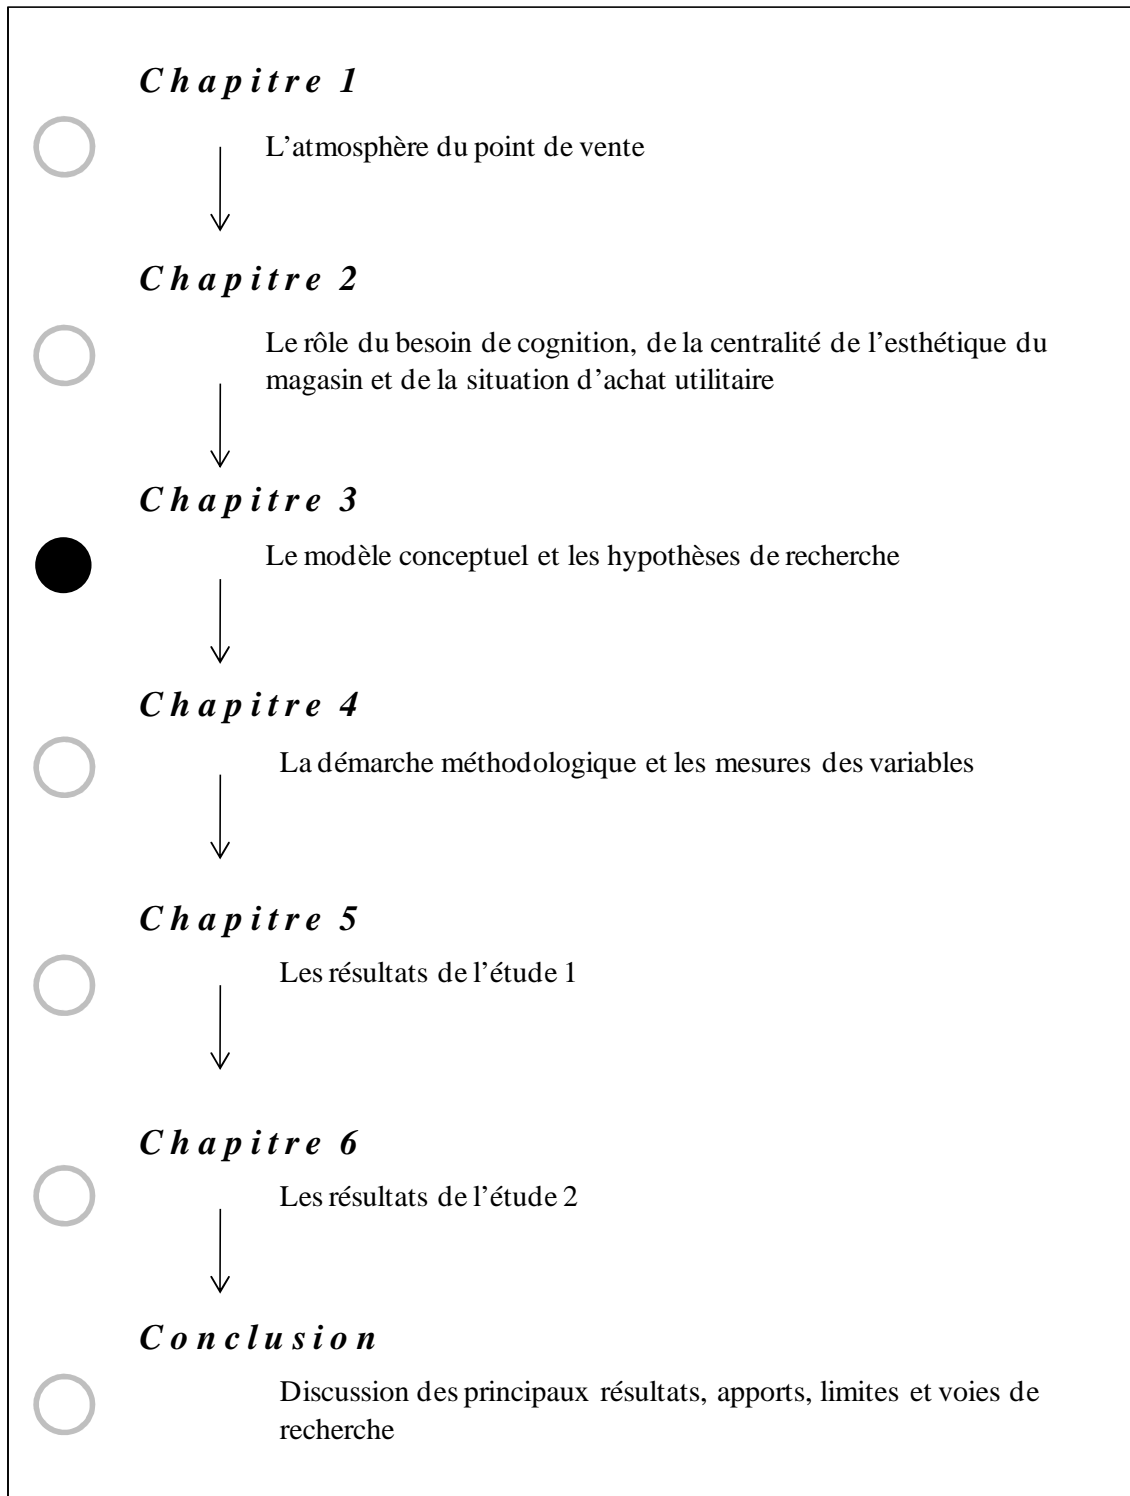 Chapitre 1
L’atmosphère du point de vente
Chapitre 2
Le rôle du besoin de cognition, de la centralité de l’esthétique du
magasin et de la situation d’achat utilitaire
Chapitre 3
Le modèle conceptuel et les hypothèses de recherche
Chapitre 4
La démarche méthodologique et les mesures des variables
Chapitre 5
Les résultats de l’étude 1
Chapitre 6
Les résultats de l’étude 2
Conclusion
Discussion des principaux résultats, apports, limites et voies de
recherche